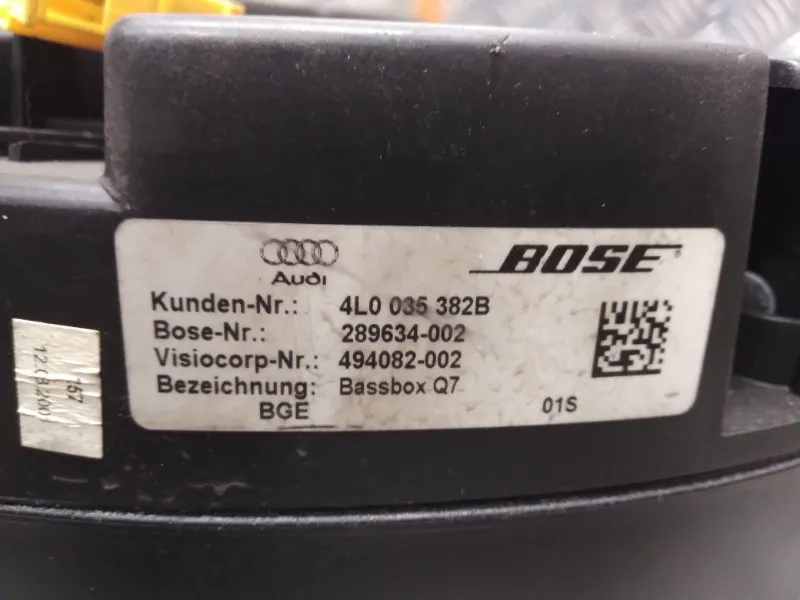 Audi
BOSE®
Kunden-Nr.: 4L0 035 382B
Bose-Nr.: 289634-002
Visiocorp-Nr.: 494082-002
Bezeichnung: Bassbox Q7
BGE 01S
157